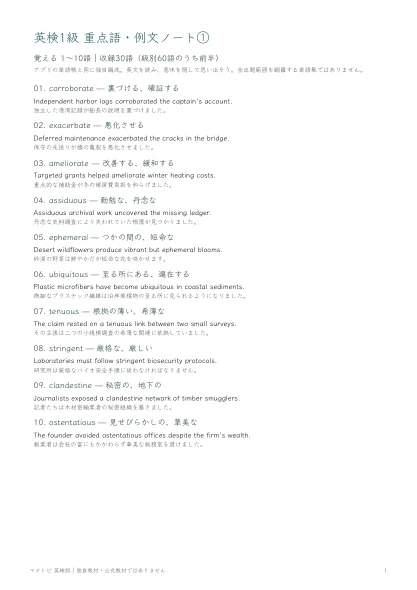 英検1級 重点語・例文ノート①
覚える 1〜10語｜収録30語（級別60語のうち前半）
アプリの単語帳と同じ独自編成。英文を読み、意味を隠して思い出そう。全出題範囲を網羅する単語集ではありません。
01. corroborate — 裏づける、確証する
Independent harbor logs corroborated the captain's account.
独立した港湾記録が船長の説明を裏づけました。
02. exacerbate — 悪化させる
Deferred maintenance exacerbated the cracks in the bridge.
保守の先送りが橋の亀裂を悪化させました。
03. ameliorate — 改善する、緩和する
Targeted grants helped ameliorate winter heating costs.
重点的な補助金が冬の暖房費負担を和らげました。
04. assiduous — 勤勉な、丹念な
Assiduous archival work uncovered the missing ledger.
丹念な史料調査により失われていた帳簿が見つかりました。
05. ephemeral — つかの間の、短命な
Desert wildflowers produce vibrant but ephemeral blooms.
砂漠の野草は鮮やかだが短命な花を咲かせます。
06. ubiquitous — 至る所にある、遍在する
Plastic microfibers have become ubiquitous in coastal sediments.
微細なプラスチック繊維は沿岸堆積物の至る所に見られるようになりました。
07. tenuous — 根拠の薄い、希薄な
The claim rested on a tenuous link between two small surveys.
その主張は二つの小規模調査の希薄な関連に依拠していました。
08. stringent — 厳格な、厳しい
Laboratories must follow stringent biosecurity protocols.
研究所は厳格なバイオ安全手順に従わなければなりません。
09. clandestine — 秘密の、地下の
Journalists exposed a clandestine network of timber smugglers.
記者たちは木材密輸業者の秘密組織を暴きました。
10. ostentatious — 見せびらかしの、華美な
The founder avoided ostentatious offices despite the firm's wealth.
創業者は会社の富にもかかわらず華美な執務室を避けました。
マナトビ 英検館｜独自教材・公式教材ではありません
1